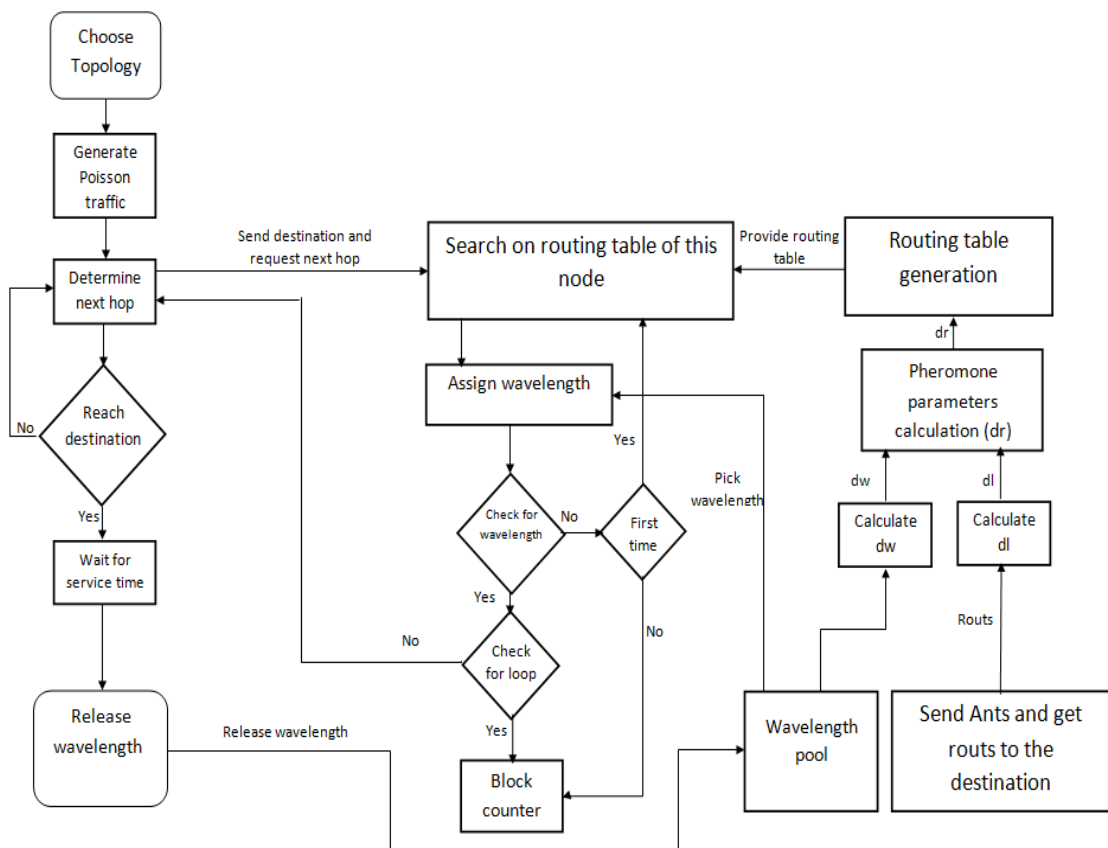 Choose
Topology
Generate
Poisson
traffic
Send destination and
request next hop
Determine
next hop
Search on routing table of this
node
Provide routing
table
Routing table
generation
dr
Pheromone
parameters
calculation (dr)
Assign wavelength
Reach
destination
No
Yes
Yes
Pick
wavelength
dw
dl
Check for
wavelength
No
First
time
Calculate
dw
Calculate
dl
Wait for
service time
Yes
No
No
Routs
Check
for loop
Release
wavelength
Release wavelength
Yes
Block
counter
Wavelength
pool
Send Ants and get
routs to the
destination